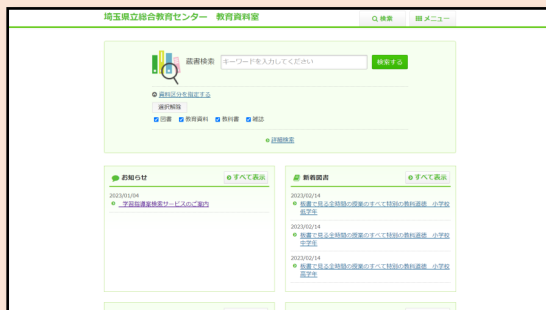 埼玉県立総合教育センター　教育資料室
検索
メニュー
蔵書検索
キーワードを入力してください
検索する
資料区分を指定する
選択解除
図書 教育資料 教科書 雑誌
詳細検索
お知らせ
すべて表示
2023/01/04
学習指導案検索サービスのご案内
新着図書
すべて表示
2023/02/14
板書で見る全時間の授業のすべて特別の教科道徳　小学校
低学年
2023/02/14
板書で見る全時間の授業のすべて特別の教科道徳　小学校
中学年
2023/02/14
板書で見る全時間の授業のすべて特別の教科道徳　小学校
高学年